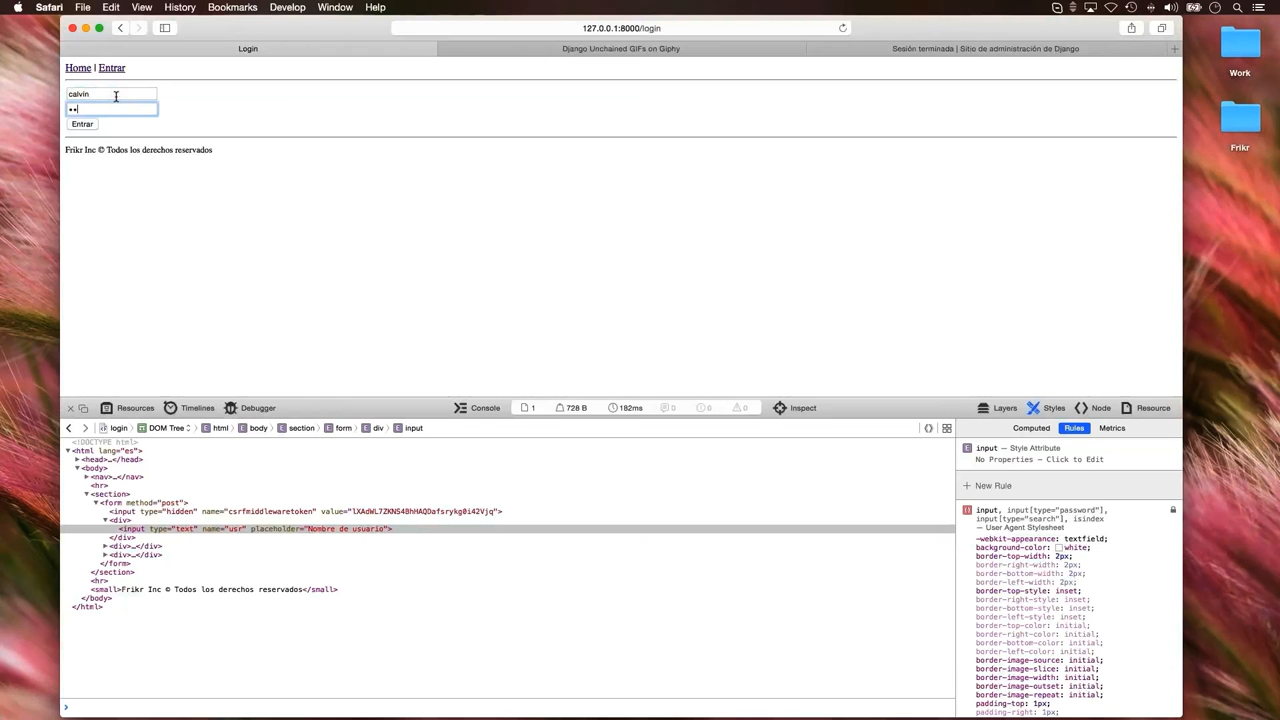 Safari File Edit View History Bookmarks Develop Window Help
127.0.0.1:8000/login
Login
Django Unchained GIFs on Giphy
Sesión terminada | Sitio de administración de Django
Work
Frikr
Home | Entrar
calvin
••
Entrar
Frikr Inc © Todos los derechos reservados
Resources Timelines Debugger Console 1 728 B 182ms 0 0 0 Inspect Layers Styles Node Resource
login DOM Tree E html E body E section E form E div E input
Computed Rules Metrics
<!DOCTYPE html>
<html lang="es">
<head>…</head>
<body>
<nav>…</nav>
<hr>
<section>
<form method="post">
<input type="hidden" name="csrfmiddlewaretoken" value="lXAdWL7ZKN54BhHAQDafsrykg0i42Vjq">
<div>
<input type="text" name="usr" placeholder="Nombre de usuario">
</div>
<div>…</div>
<div>…</div>
</form>
</section>
<hr>
<small>Frikr Inc © Todos los derechos reservados</small>
</body>
</html>
E input — Style Attribute
No Properties — Click to Edit
+ New Rule
input, input[type="password"],
input[type="search"], isindex
— User Agent Stylesheet
-webkit-appearance: textfield;
background-color: white;
border-top-width: 2px;
border-right-width: 2px;
border-bottom-width: 2px;
border-left-width: 2px;
border-top-style: inset;
border-right-style: inset;
border-bottom-style: inset;
border-left-style: inset;
border-top-color: initial;
border-right-color: initial;
border-bottom-color: initial;
border-left-color: initial;
border-image-source: initial;
border-image-slice: initial;
border-image-width: initial;
border-image-outset: initial;
border-image-repeat: initial;
padding-top: 1px;
padding-right: 1px;